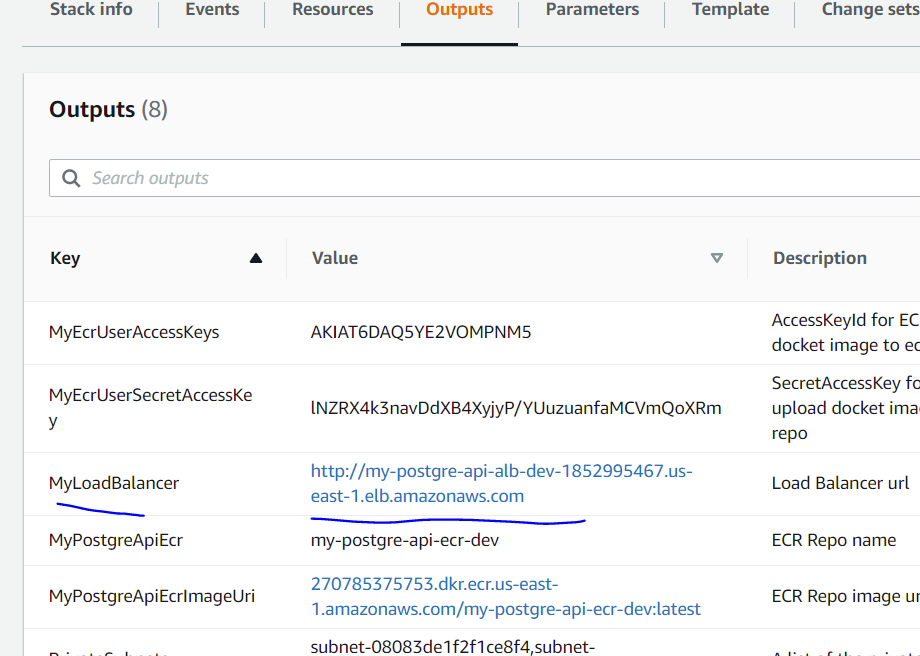 Stack info Events Resources Outputs Parameters Template Change sets
Outputs (8)
Search outputs
Key Value Description
MyEcrUserAccessKeys AKIAT6DAQ5YE2VOMPNM5 AccessKeyId for EC
docket image to ec
MyEcrUserSecretAccessKe
y
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
SecretAccessKey fo
upload docket ima
repo
MyLoadBalancer
http://my-postgre-api-alb-dev-1852995467.us-
east-1.elb.amazonaws.com
Load Balancer url
MyPostgreApiEcr my-postgre-api-ecr-dev ECR Repo name
MyPostgreApiEcrImageUri
270785375753.dkr.ecr.us-east-
1.amazonaws.com/my-postgre-api-ecr-dev:latest
ECR Repo image ur
subnet-08083de1f2f1ce8f4,subnet-